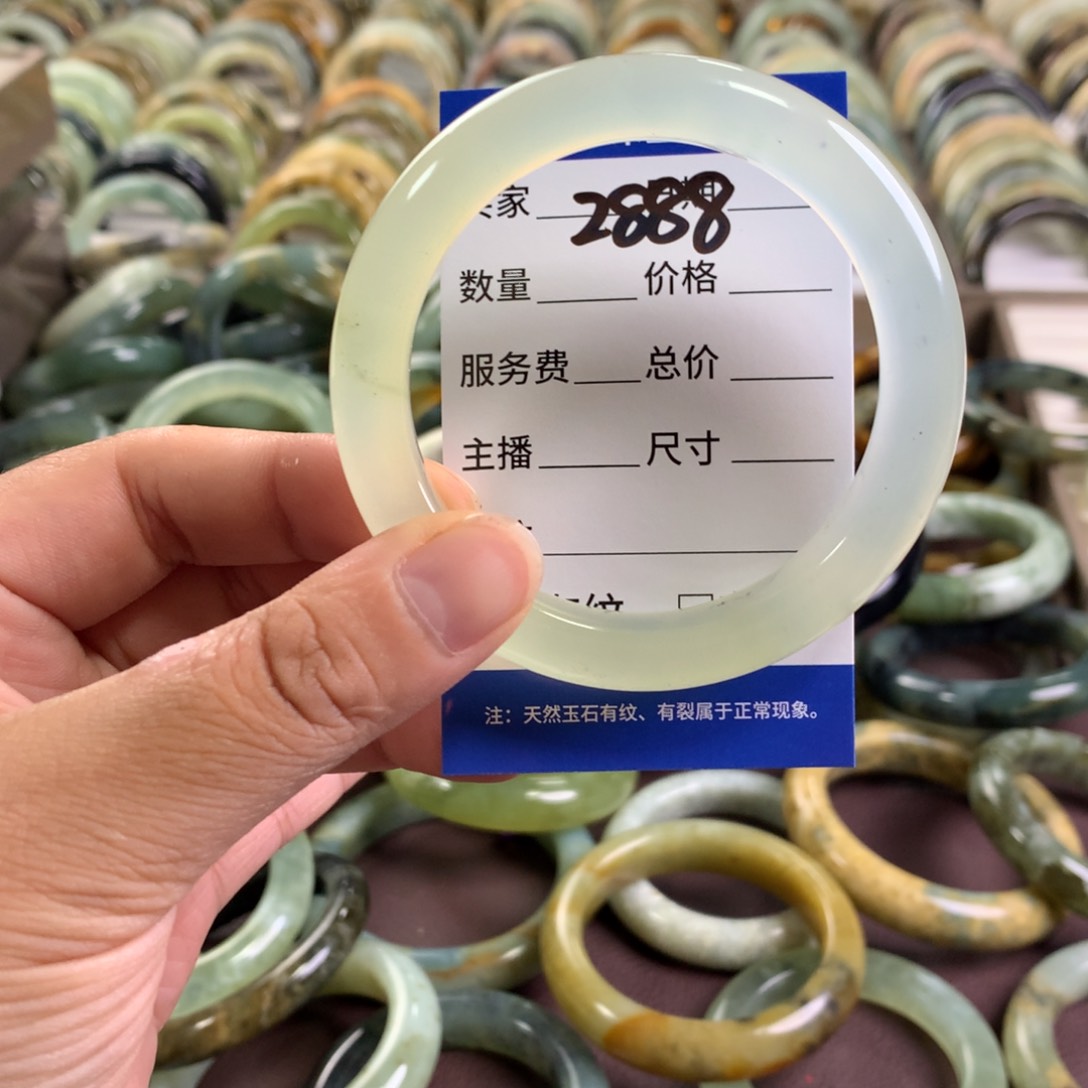 家 2888
数量 价格
服务费 总价
主播 尺寸
纹 □
注：天然玉石有纹、有裂属于正常现象。